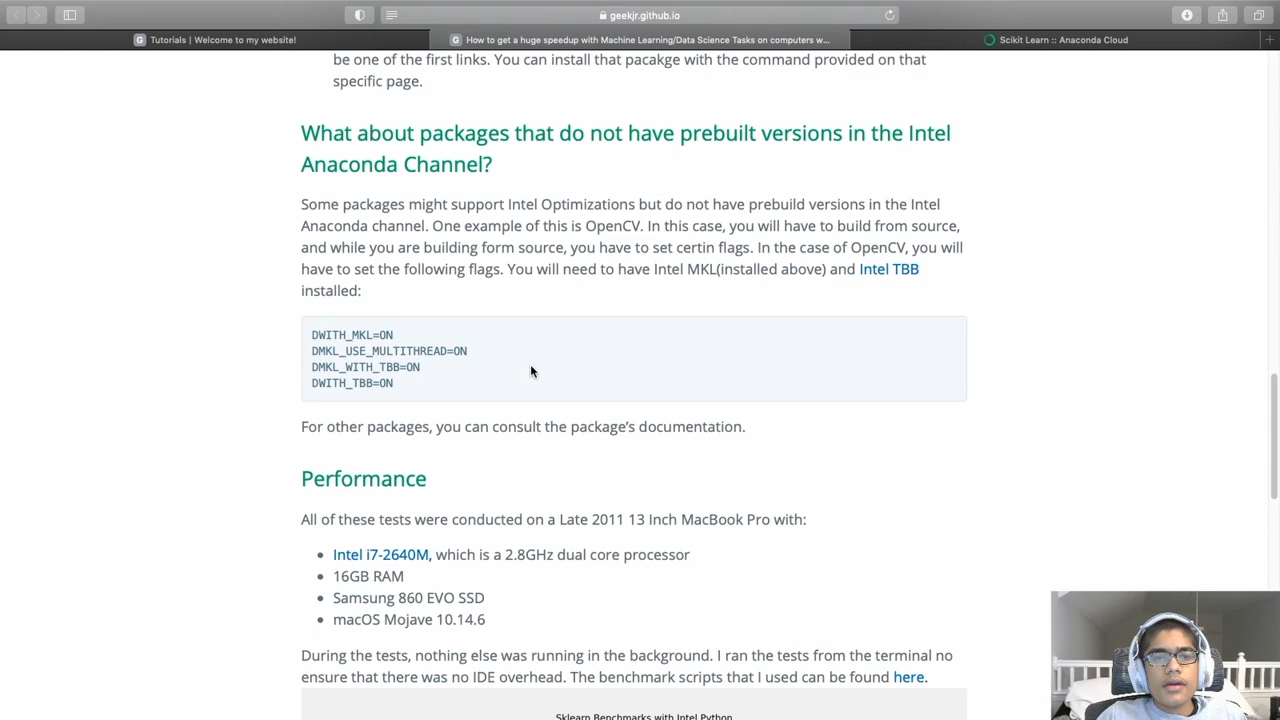 geekjr.github.io
G Tutorials | Welcome to my website!
G How to get a huge speedup with Machine Learning/Data Science Tasks on computers w...
Scikit Learn :: Anaconda Cloud
be one of the first links. You can install that pacakge with the command provided on that
specific page.
What about packages that do not have prebuilt versions in the Intel
Anaconda Channel?
Some packages might support Intel Optimizations but do not have prebuild versions in the Intel
Anaconda channel. One example of this is OpenCV. In this case, you will have to build from source,
and while you are building form source, you have to set certin flags. In the case of OpenCV, you will
have to set the following flags. You will need to have Intel MKL(installed above) and Intel TBB
installed:
DWITH_MKL=ON
DMKL_USE_MULTITHREAD=ON
DMKL_WITH_TBB=ON
DWITH_TBB=ON
For other packages, you can consult the package's documentation.
Performance
All of these tests were conducted on a Late 2011 13 Inch MacBook Pro with:
• Intel i7-2640M, which is a 2.8GHz dual core processor
• 16GB RAM
• Samsung 860 EVO SSD
• macOS Mojave 10.14.6
During the tests, nothing else was running in the background. I ran the tests from the terminal no
ensure that there was no IDE overhead. The benchmark scripts that I used can be found here.
Sklearn Benchmarks with Intel Python